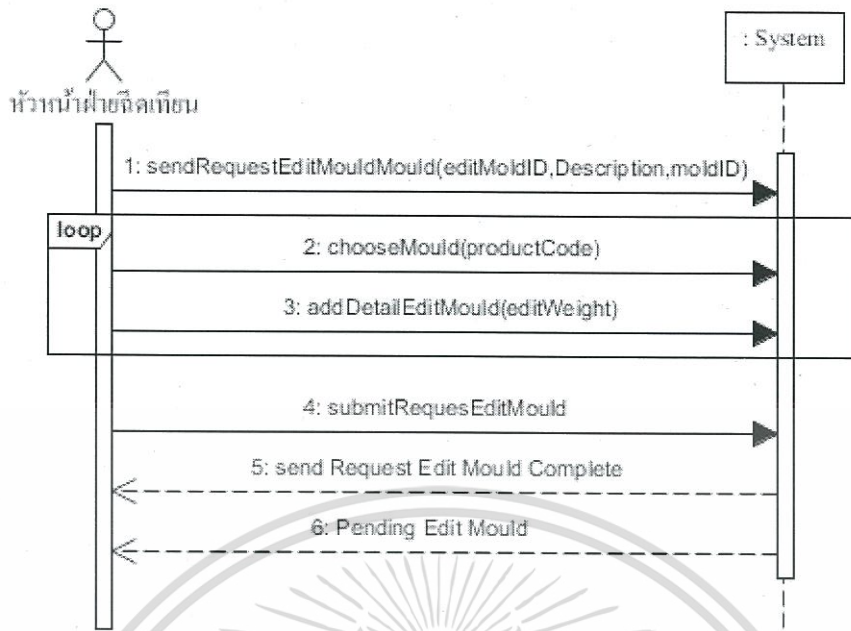 : System
หัวหน้าฝ่ายฉีดเทียน
1: sendRequestEditMouldMould(editMoldID,Description,moldID)
loop
2: chooseMould(productCode)
3: addDetailEditMould(editWeight)
4: submitRequesEditMould
5: send Request Edit Mould Complete
6: Pending Edit Mould